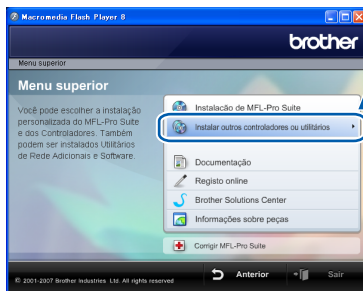 Macromedia Flash Player 8
brother
Menu superior
Menu superior
Você pode escolher a instalação
personalizada do MFL-Pro Suite
e dos Controladores. Também
podem ser instalados Utilitários
de Rede Adicionais e Software.
Instalação de MFL-Pro Suite
Instalar outros controladores ou utilitários
Documentação
Registo online
Brother Solutions Center
Informações sobre peças
Corrigir MFL-Pro Suite
© 2001-2007 Brother Industries Ltd. All rights reserved
Anterior
Sair